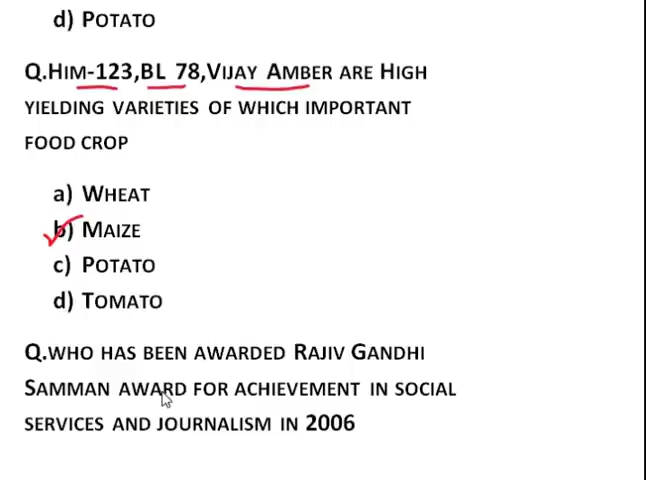 d) POTATO
Q.HIM-123,BL 78,VIJAY AMBER ARE HIGH
YIELDING VARIETIES OF WHICH IMPORTANT
FOOD CROP
a) WHEAT
b) MAIZE
c) POTATO
d) TOMATO
Q.WHO HAS BEEN AWARDED RAJIV GANDHI
SAMMAN AWARD FOR ACHIEVEMENT IN SOCIAL
SERVICES AND JOURNALISM IN 2006